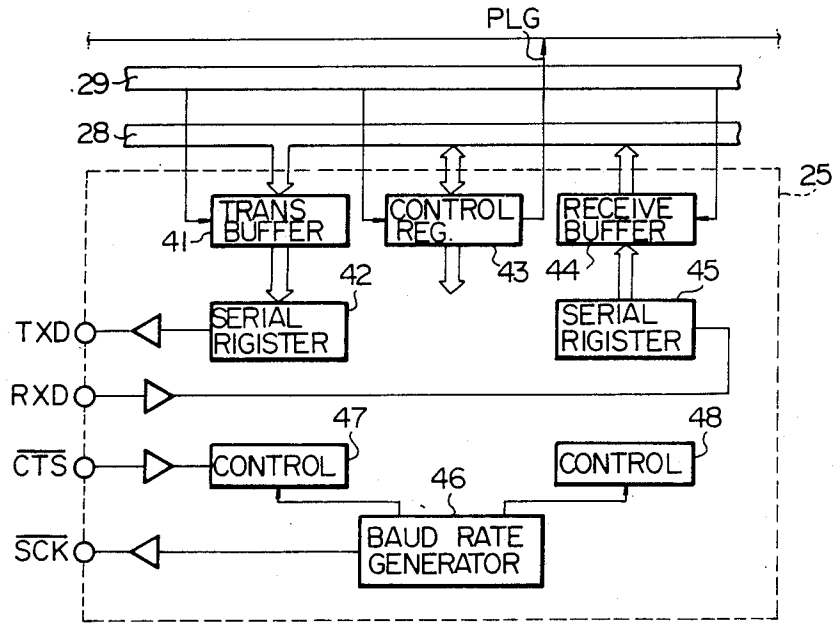 PLG
29
28
25
TRANS
BUFFER
41
CONTROL
REG.
43
RECEIVE
BUFFER
44
42
45
SERIAL
RIGISTER
SERIAL
RIGISTER
TXD
RXD
47
48
CTS
CONTROL
CONTROL
46
SCK
BAUD RATE
GENERATOR